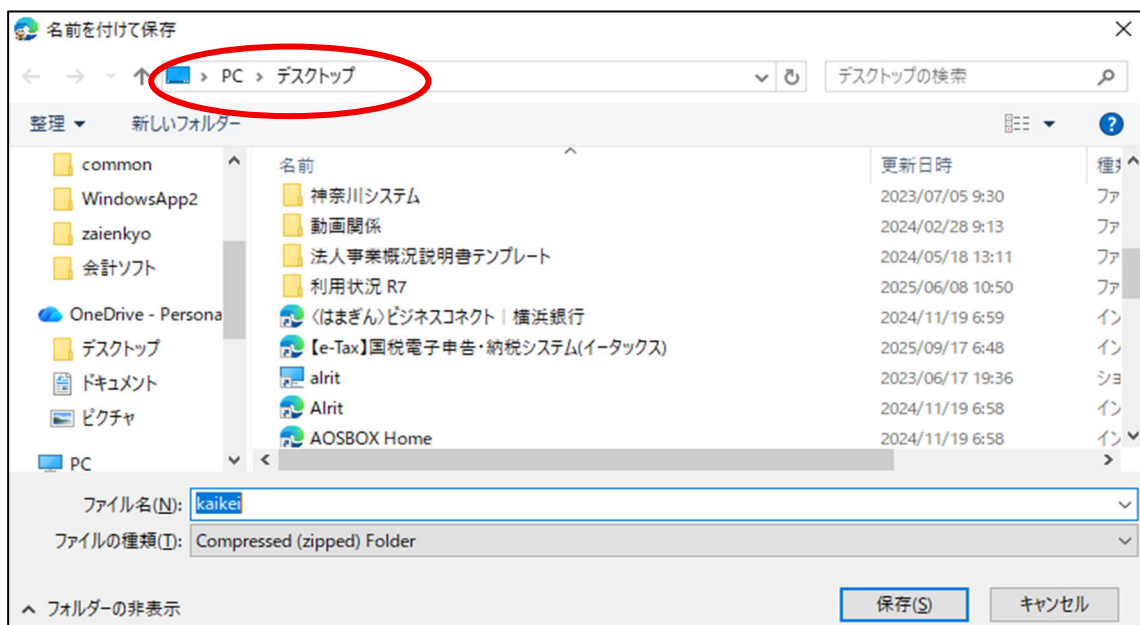 名前を付けて保存
PC › デスクトップ
デスクトップの検索
整理 新しいフォルダー
common
WindowsApp2
zaienkyo
会計ソフト
OneDrive - Persona
デスクトップ
ドキュメント
ピクチャ
PC
名前 更新日時 種
神奈川システム 2023/07/05 9:30 ファ
動画関係 2024/02/28 9:13 ファ
法人事業概況説明書テンプレート 2024/05/18 13:11 ファ
利用状況 R7 2025/06/08 10:50 ファ
〈はまぎん〉ビジネスコネクト | 横浜銀行 2024/11/19 6:59 イン
【e-Tax】国税電子申告・納税システム(イータックス) 2025/09/17 6:48 イン
alrit 2023/06/17 19:36 ショ
Alrit 2024/11/19 6:58 イン
AOSBOX Home 2024/11/19 6:58 イン
ファイル名(N): kaikei
ファイルの種類(T): Compressed (zipped) Folder
フォルダーの非表示 保存(S) キャンセル